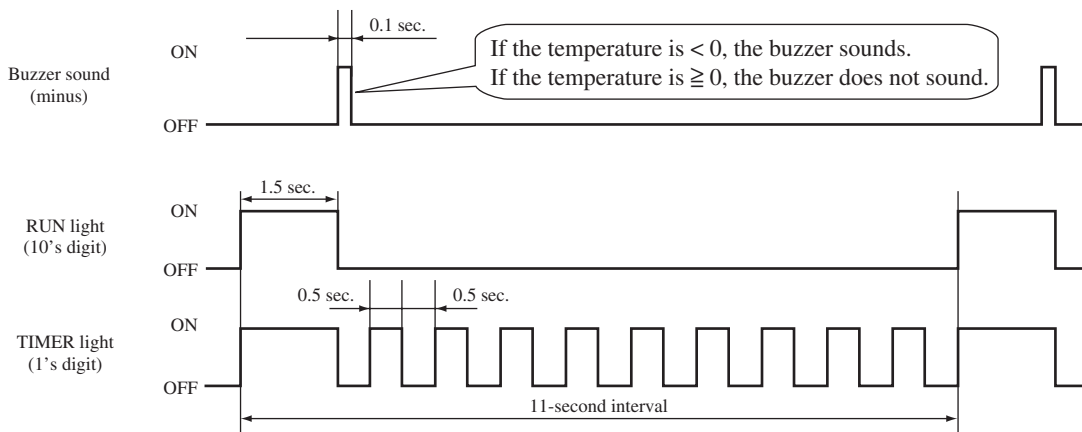 0.1 sec.
ON
If the temperature is < 0, the buzzer sounds.
If the temperature is ≧ 0, the buzzer does not sound.
Buzzer sound
(minus)
OFF
1.5 sec.
ON
RUN light
(10's digit)
OFF
0.5 sec.
0.5 sec.
ON
TIMER light
(1's digit)
OFF
11-second interval